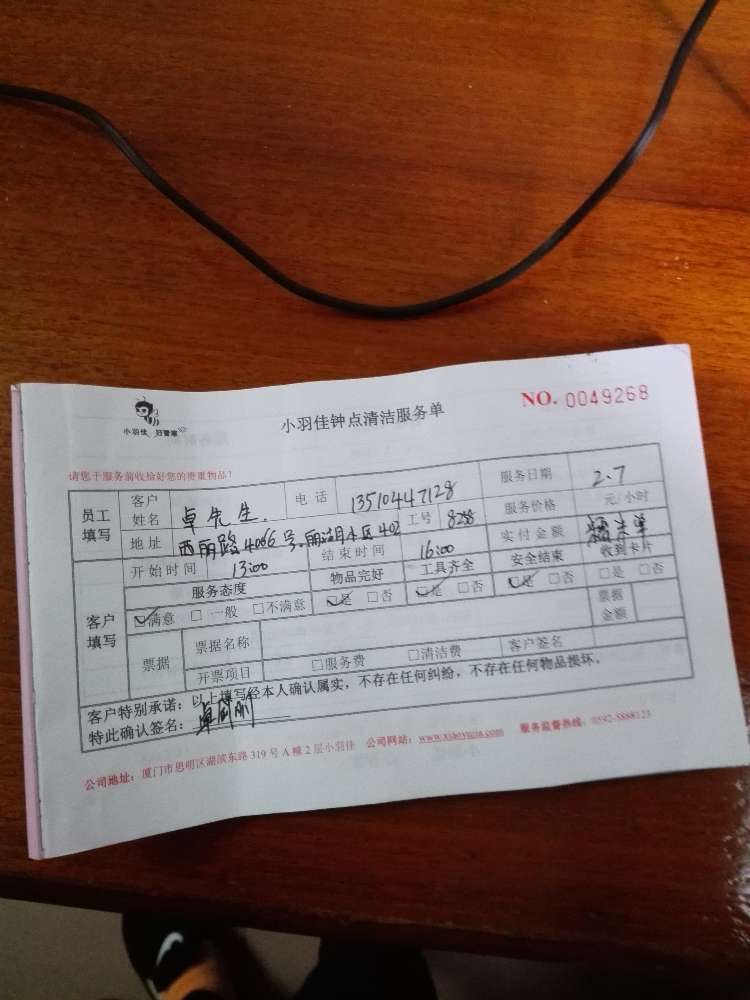 小羽佳 好管家
小羽佳钟点清洁服务单
NO. 0049268
请您于服务前收拾好您的贵重物品！
员工填写 客户姓名 卓先生. 电话 13510447128 服务日期 2.7
地址 西丽路4006号 402 工号 8288 服务价格 元/小时
客户填写 开始时间 13:00 结束时间 16:00 实付金额
服务态度 物品完好 工具齐全 安全结束 收到卡片
☑满意 □一般 □不满意 ☑是 □否 ☑是 □否 ☑是 □否 □是 □否
票据 票据名称 票据金额
开票项目 □服务费 □清洁费 客户签名
客户特别承诺：以上填写经本人确认属实，不存在任何纠纷，不存在任何物品损坏。
特此确认签名：
公司地址：厦门市思明区湖滨东路319号A幢2层小羽佳 公司网站：www.xiaoyujia.com 服务监督热线：0592-5888123